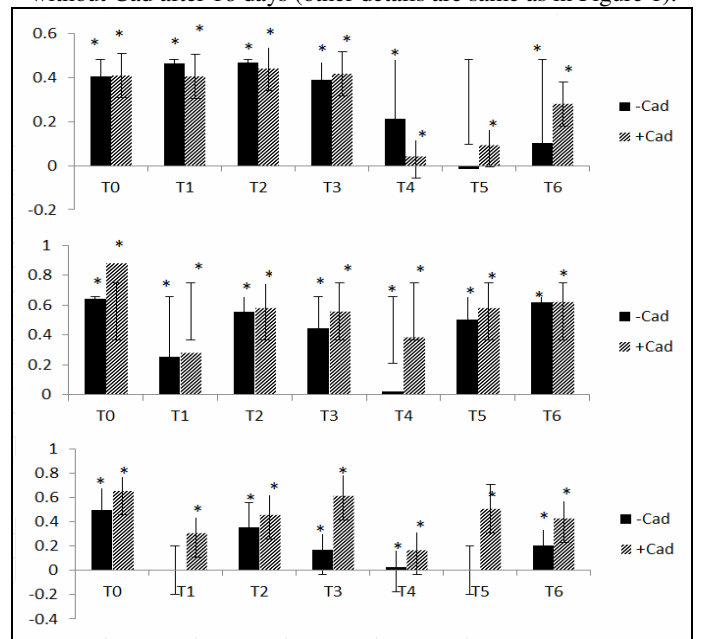 without Cad after 10 days (other details are same as in Figure 1).
0.6
* * * * * * * * * *
0.4
* *
0.2
* *
0
-0.2
T0 T1 T2 T3 T4 T5 T6
-Cad
+Cad
1
0.8
0.6
0.4
0.2
0
* * * * * * * * * * * * * *
T0 T1 T2 T3 T4 T5 T6
-Cad
+Cad
1
0.8
0.6
0.4
0.2
0
-0.2
-0.4
* * * * * * * * * * * *
T0 T1 T2 T3 T4 T5 T6
-Cad
+Cad